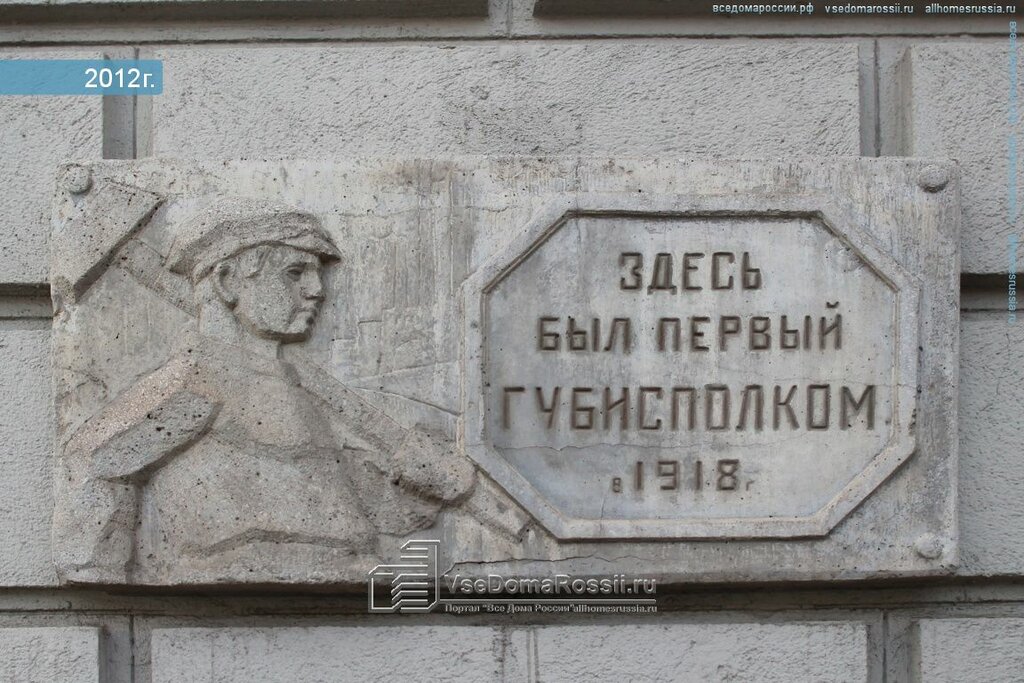 вседомароссии.рф vsedomarossii.ru allhomesrussia.ru
2012г.
ЗДЕСЬ
БЫЛ ПЕРВЫЙ
ГУБИСПОЛКОМ
в 1918 г
VseDomaRossii.ru
Портал "Все Дома России" allhomesrussia.ru